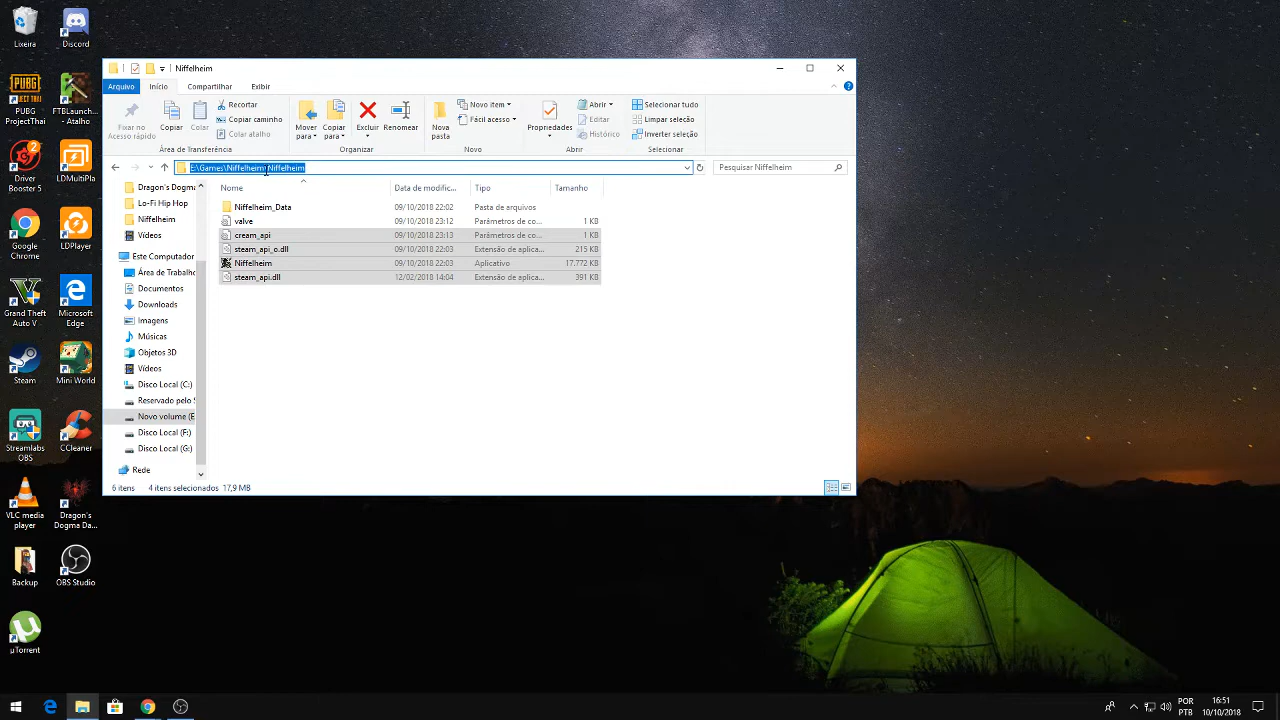 Lixeira
Discord
PUBG
ProjectThai
FTBLaunch...
- Atalho
Driver
Booster 5
LDMultiPla
Google
Chrome
LDPlayer
Grand Theft
Auto V
Microsoft
Edge
Steam
Mini World
Streamlabs
OBS
CCleaner
VLC media
player
Dragon's
Dogma Da...
Backup
OBS Studio
µTorrent
Niffelheim
Arquivo
Início
Compartilhar
Exibir
Fixar no
Acesso rápido
Copiar
Colar
Recortar
Copiar caminho
Colar atalho
Área de Transferência
Mover
para
Copiar
para
Excluir
Renomear
Organizar
Nova
pasta
Novo item
Fácil acesso
Novo
Propriedades
Abrir
Editar
Histórico
Abrir
Selecionar tudo
Limpar seleção
Inverter seleção
Selecionar
E:\Games\Niffelheim\Niffelheim
Pesquisar Niffelheim
Dragon's Dogma
Lo-Fi Hip Hop
Niffelheim
Vídeos
Este Computador
Área de Trabalho
Documentos
Downloads
Imagens
Músicas
Objetos 3D
Vídeos
Disco Local (C:)
Reservado pelo S
Novo volume (E
Disco Local (F:)
Disco Local (G:)
Rede
Nome
Data de modific...
Tipo
Tamanho
Niffelheim_Data 09/10/2018 22:02 Pasta de arquivos
valve 09/10/2018 23:12 Parâmetros de co... 1 KB
cream_api 09/10/2018 23:13 Parâmetros de co... 1 KB
steam_api_o.dll 09/10/2018 22:03 Extensão de aplica... 215 KB
Niffelheim 09/10/2018 22:03 Aplicativo 17.772 KB
steam_api.dll 12/02/2018 14:04 Extensão de aplica... 391 KB
6 itens
4 itens selecionados 17,9 MB
POR
PTB
16:51
10/10/2018